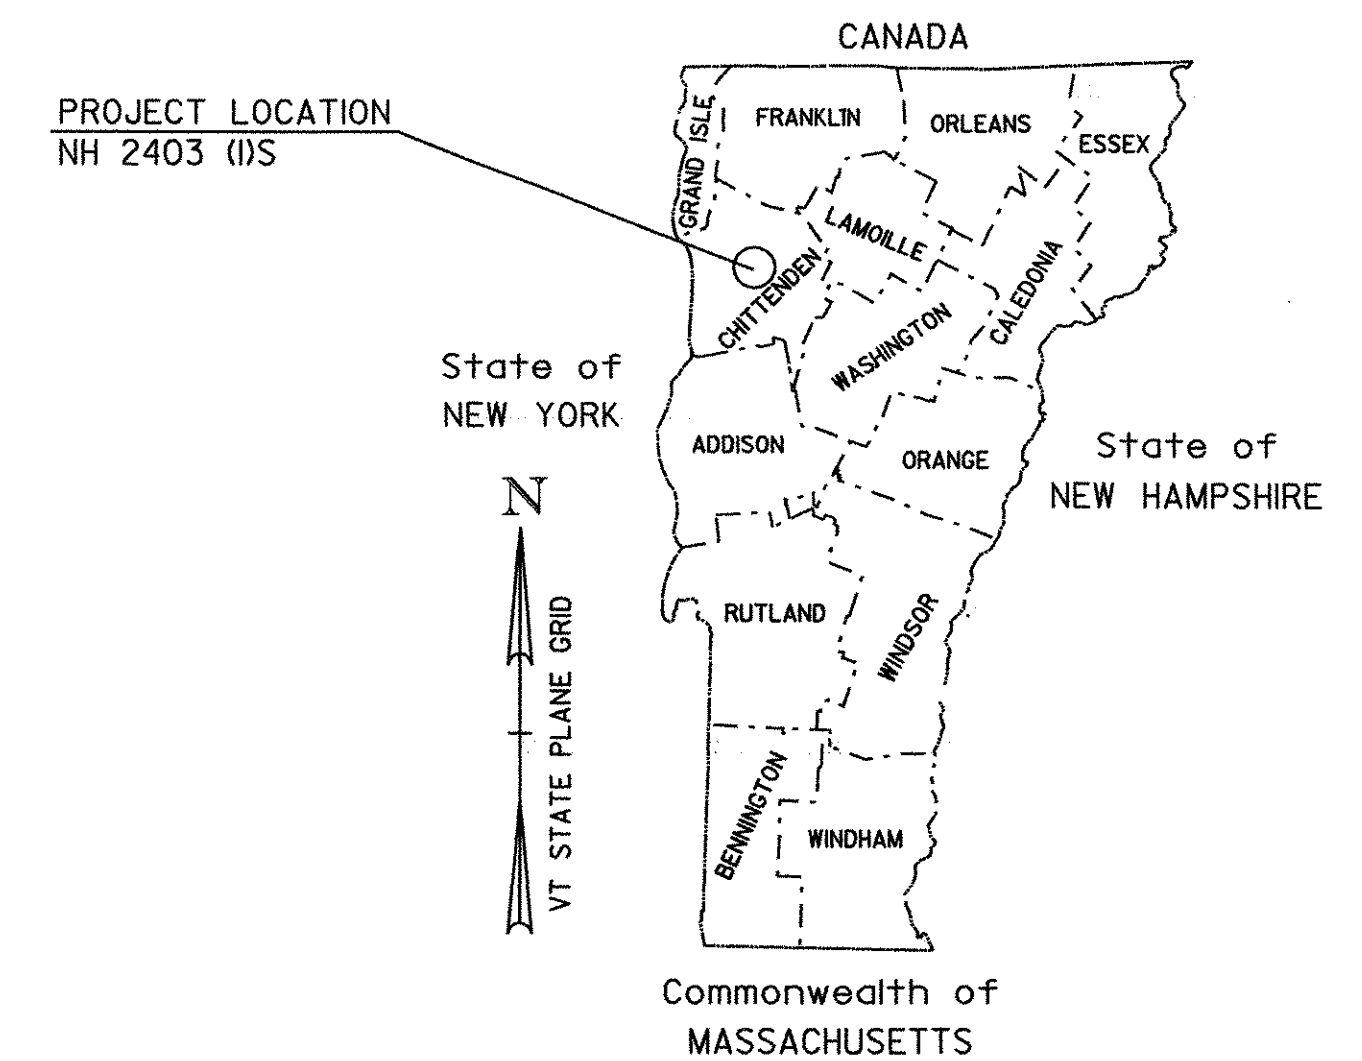 CANADA
PROJECT LOCATION
NH 2403 (1)S
GRAND ISLE
FRANKLIN
ORLEANS
ESSEX
LAMOILLE
CHITTENDEN
CALEDONIA
WASHINGTON
State of
NEW YORK
ADDISON
ORANGE
State of
NEW HAMPSHIRE
N
VT STATE PLANE GRID
RUTLAND
WINDSOR
BENNINGTON
WINDHAM
Commonwealth of
MASSACHUSETTS